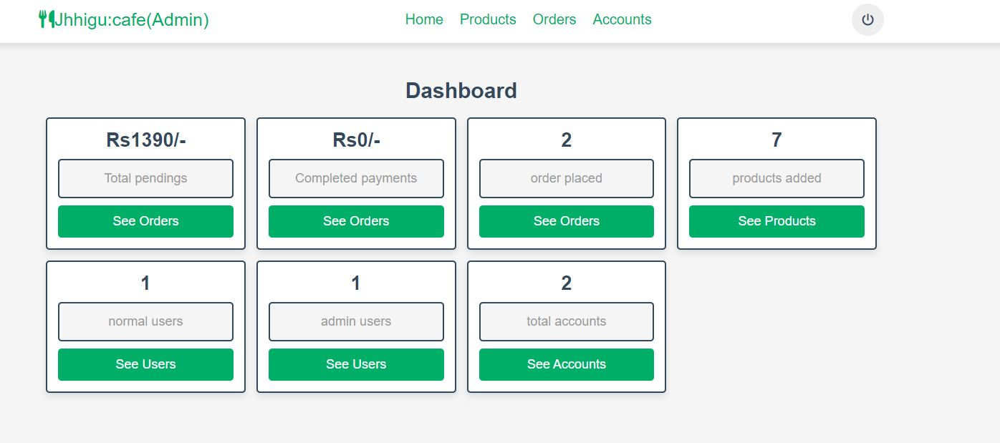 Jhhigu:cafe(Admin)
Home Products Orders Accounts
Dashboard
Rs1390/-
Total pendings
See Orders
Rs0/-
Completed payments
See Orders
2
order placed
See Orders
7
products added
See Products
1
normal users
See Users
1
admin users
See Users
2
total accounts
See Accounts